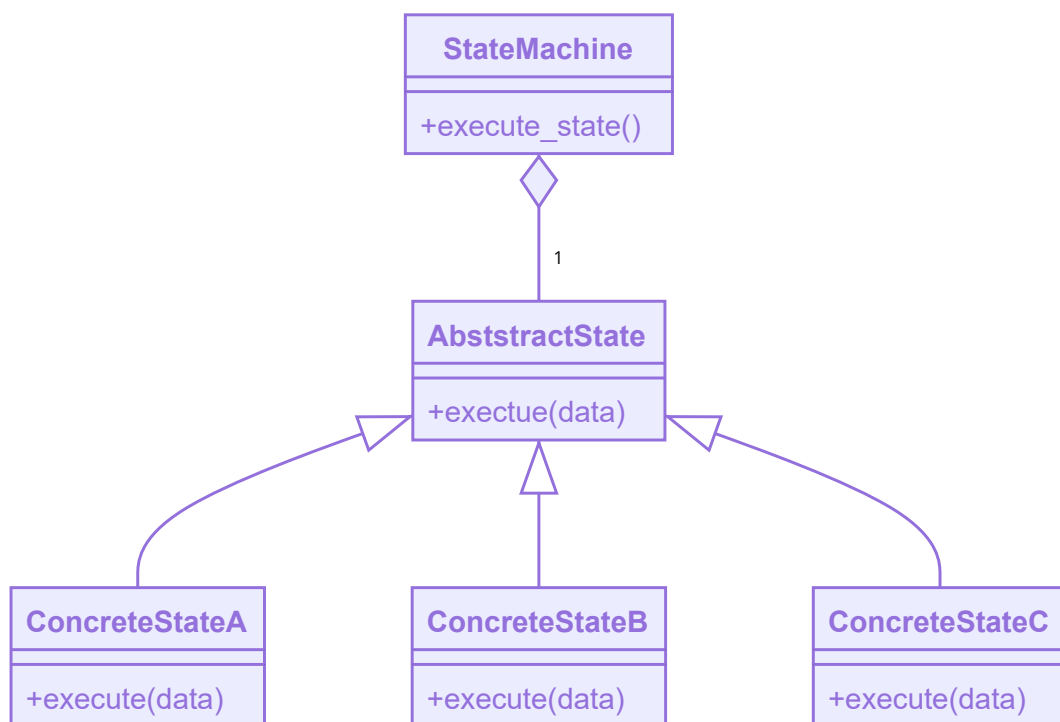 StateMachine
+execute_state()
1
AbststractState
+exectue(data)
ConcreteStateA
+execute(data)
ConcreteStateB
+execute(data)
ConcreteStateC
+execute(data)